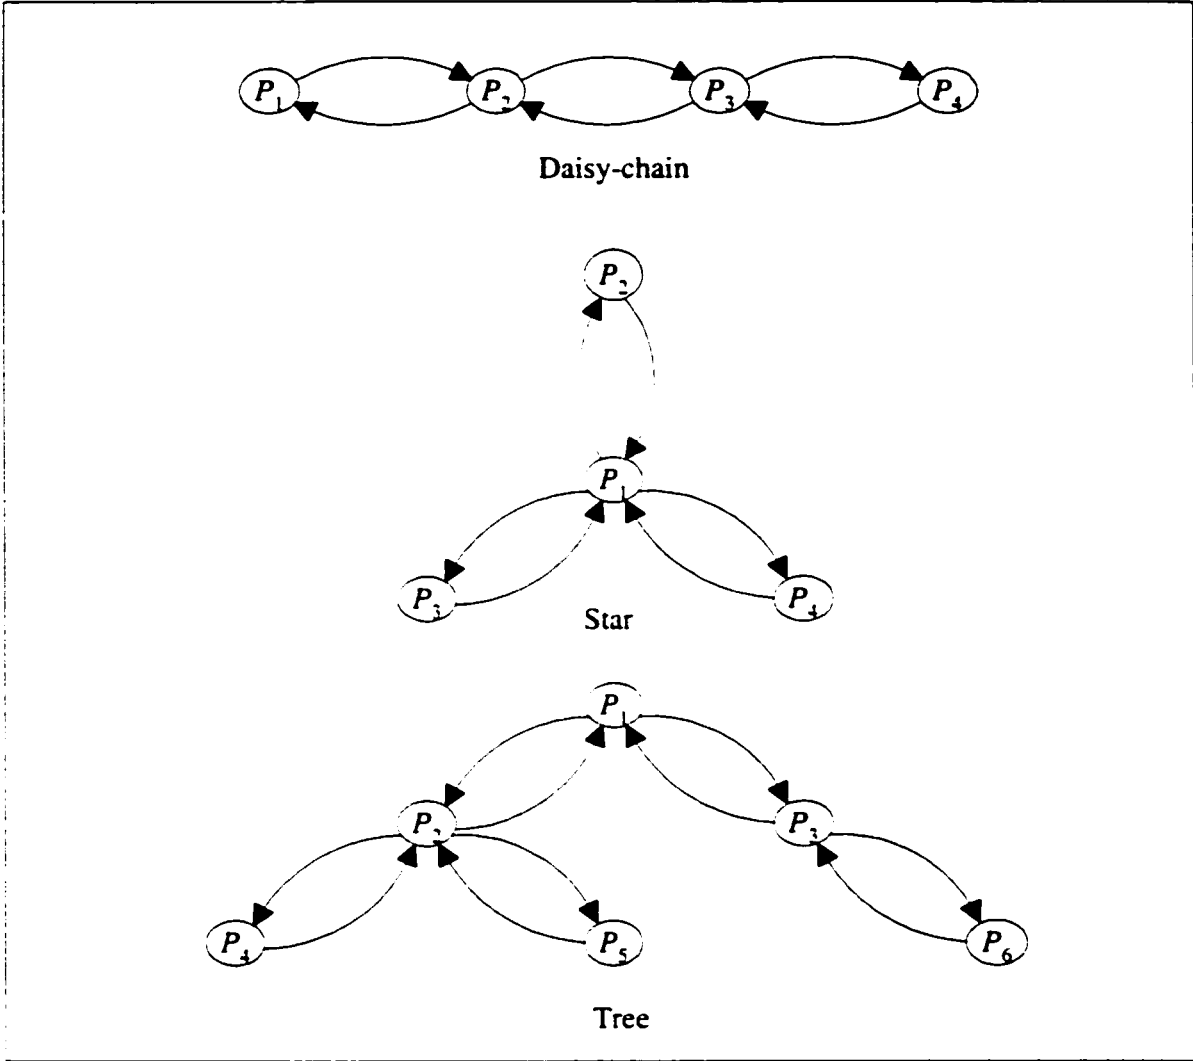 P1 P2 P3 P4
Daisy-chain
P2
P1
P3 P4
Star
P1
P2 P3
P4 P5 P6
Tree